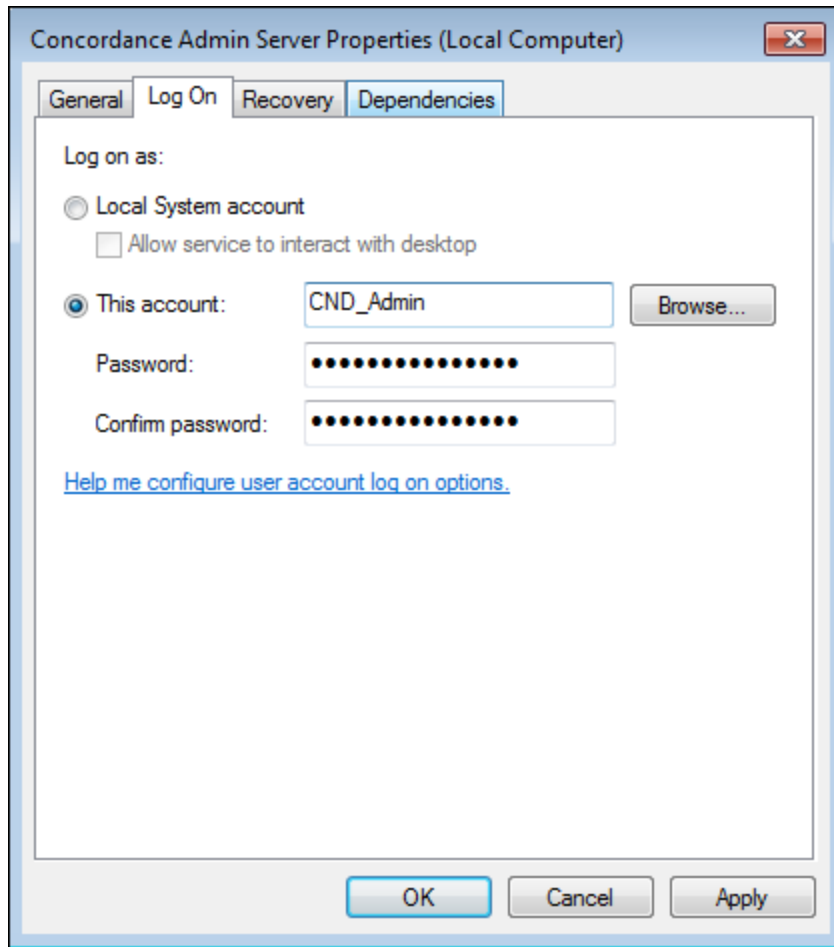 Concordance Admin Server Properties (Local Computer)
General Log On Recovery Dependencies
Log on as:
Local System account
Allow service to interact with desktop
This account: CND_Admin Browse...
Password: •••••••••••••••
Confirm password: •••••••••••••••
Help me configure user account log on options.
OK Cancel Apply